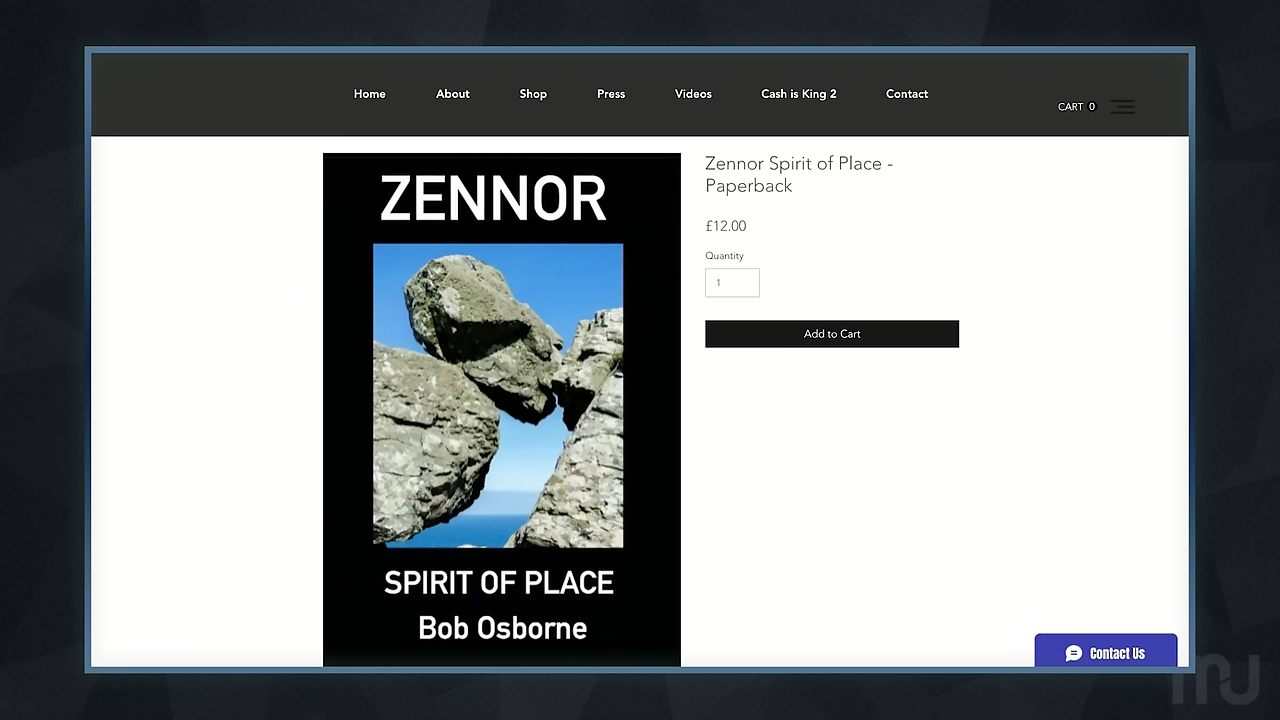 Home About Shop Press Videos Cash is King 2 Contact
CART 0
ZENNOR
SPIRIT OF PLACE
Bob Osborne
Zennor Spirit of Place -
Paperback
£12.00
Quantity
1
Add to Cart
Contact Us
mu